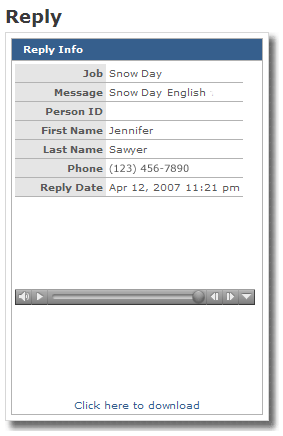 Reply
Reply Info
Job Snow Day
Message Snow Day English
Person ID
First Name Jennifer
Last Name Sawyer
Phone (123) 456-7890
Reply Date Apr 12, 2007 11:21 pm
Click here to download